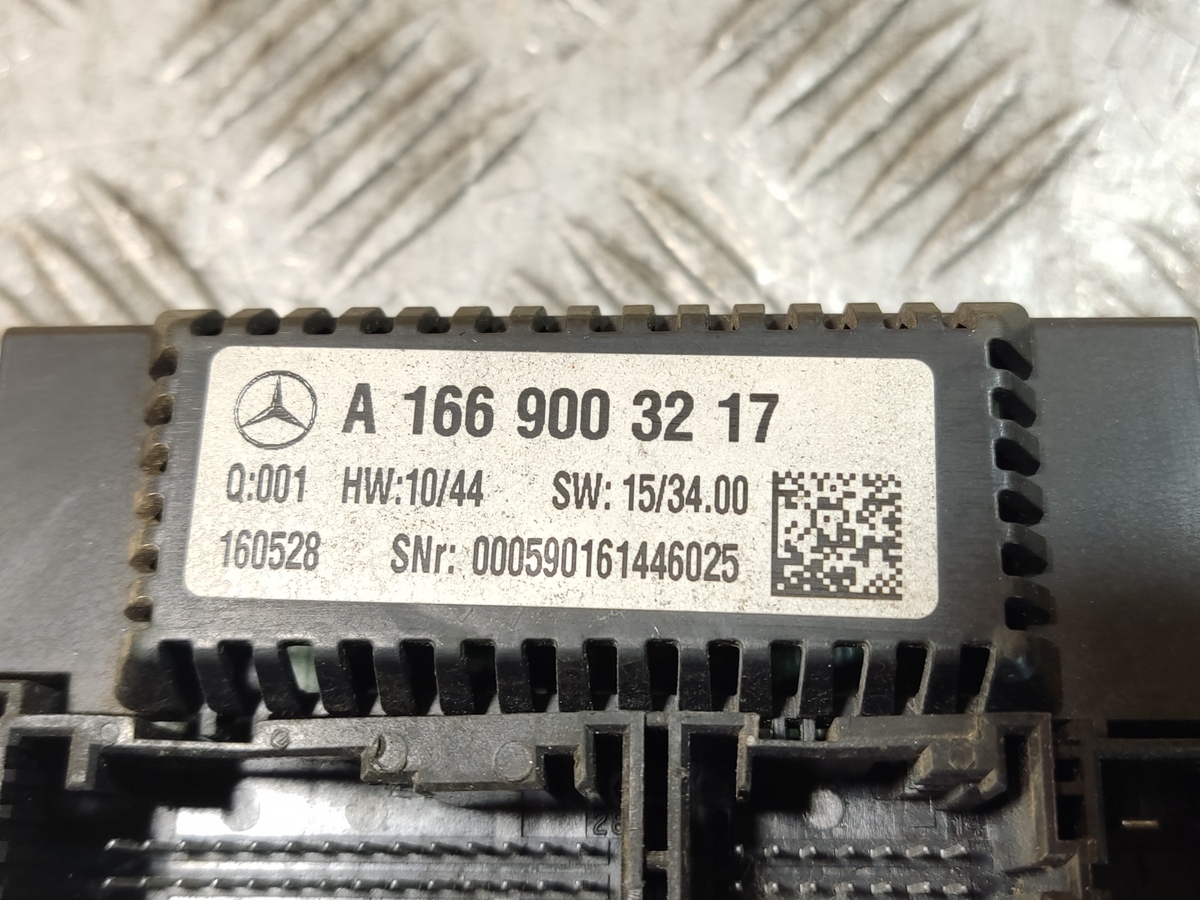 A 166 900 32 17
Q:001 HW:10/44 SW: 15/34.00
160528 SNr: 000590161446025